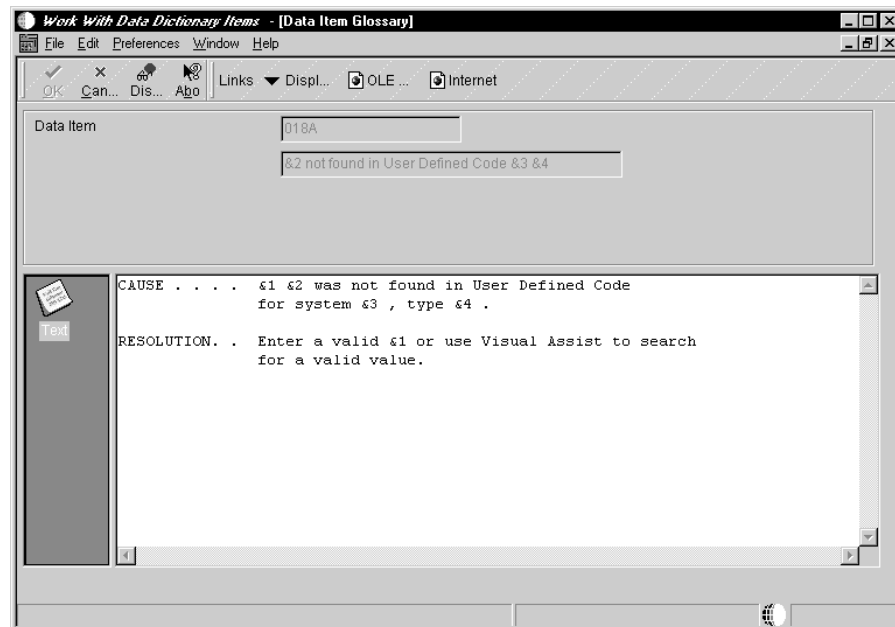 Work With Data Dictionary Items - [Data Item Glossary]
File Edit Preferences Window Help
OK Can... Dis... Abo Links Displ... OLE ... Internet
Data Item 018A
&2 not found in User Defined Code &3 &4
Text
CAUSE . . . . &1 &2 was not found in User Defined Code
for system &3 , type &4 .
RESOLUTION. . Enter a valid &1 or use Visual Assist to search
for a valid value.